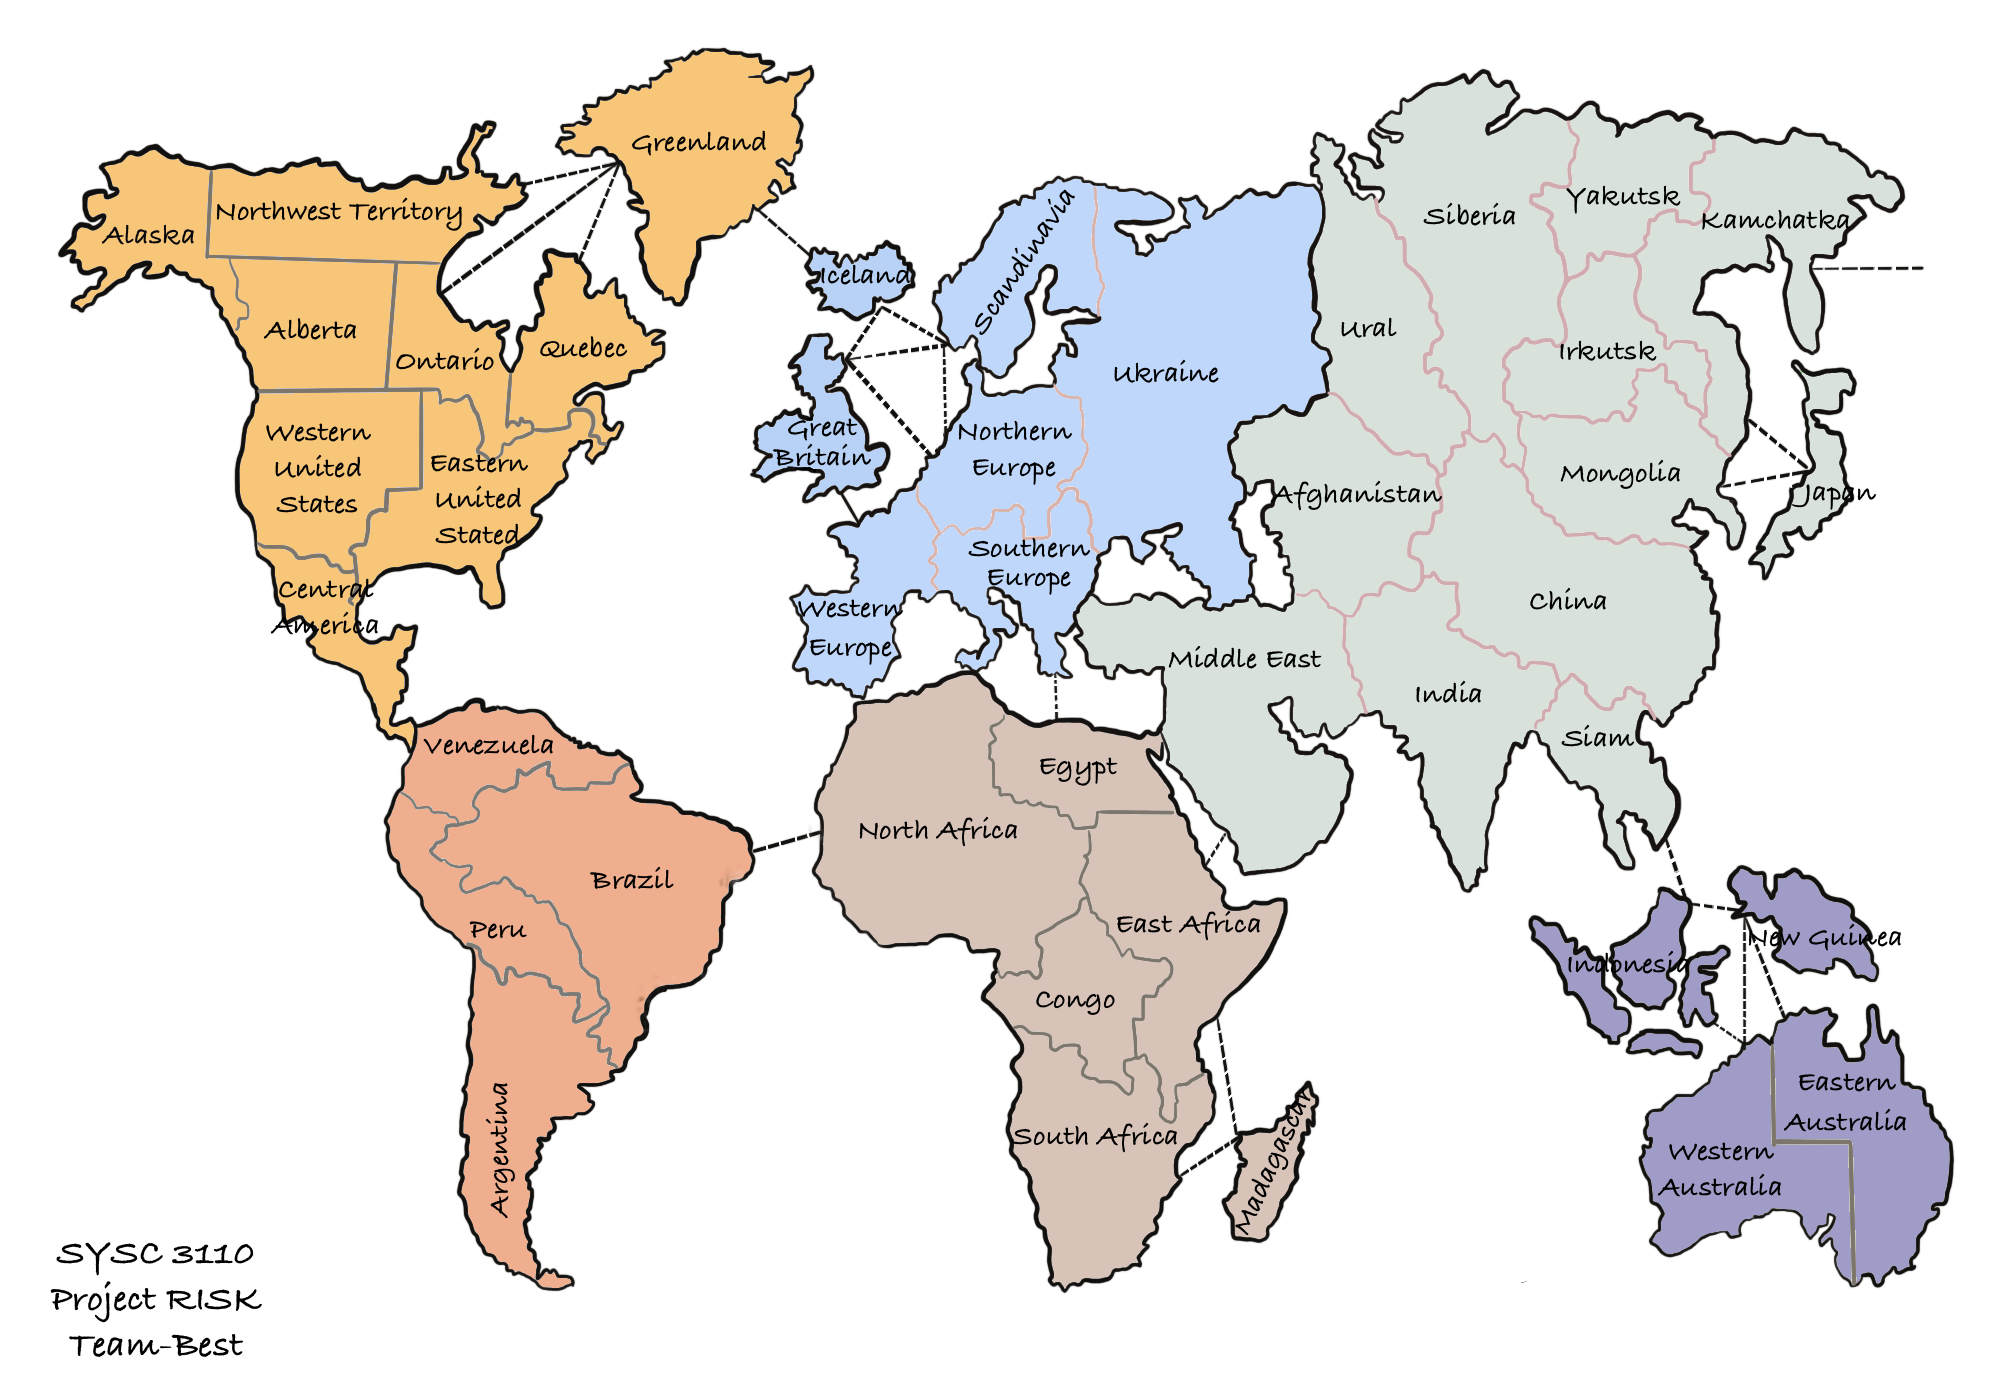 Greenland
Alaska
Northwest Territory
Iceland
Alberta
Ontario
Quebec
Western
United
States
Eastern
United
Stated
Central
America
Venezuela
Brazil
Peru
Argentina
Scandinavia
Great
Britain
Northern
Europe
Southern
Europe
Western
Europe
Ukraine
Ural
Siberia
Yakutsk
Kamchatka
Irkutsk
Mongolia
Japan
Afghanistan
China
Middle East
India
Siam
North Africa
Egypt
East Africa
Congo
South Africa
Madagascar
Indonesia
New Guinea
Eastern
Australia
Western
Australia
SYSC 3110
Project RISK
Team-Best